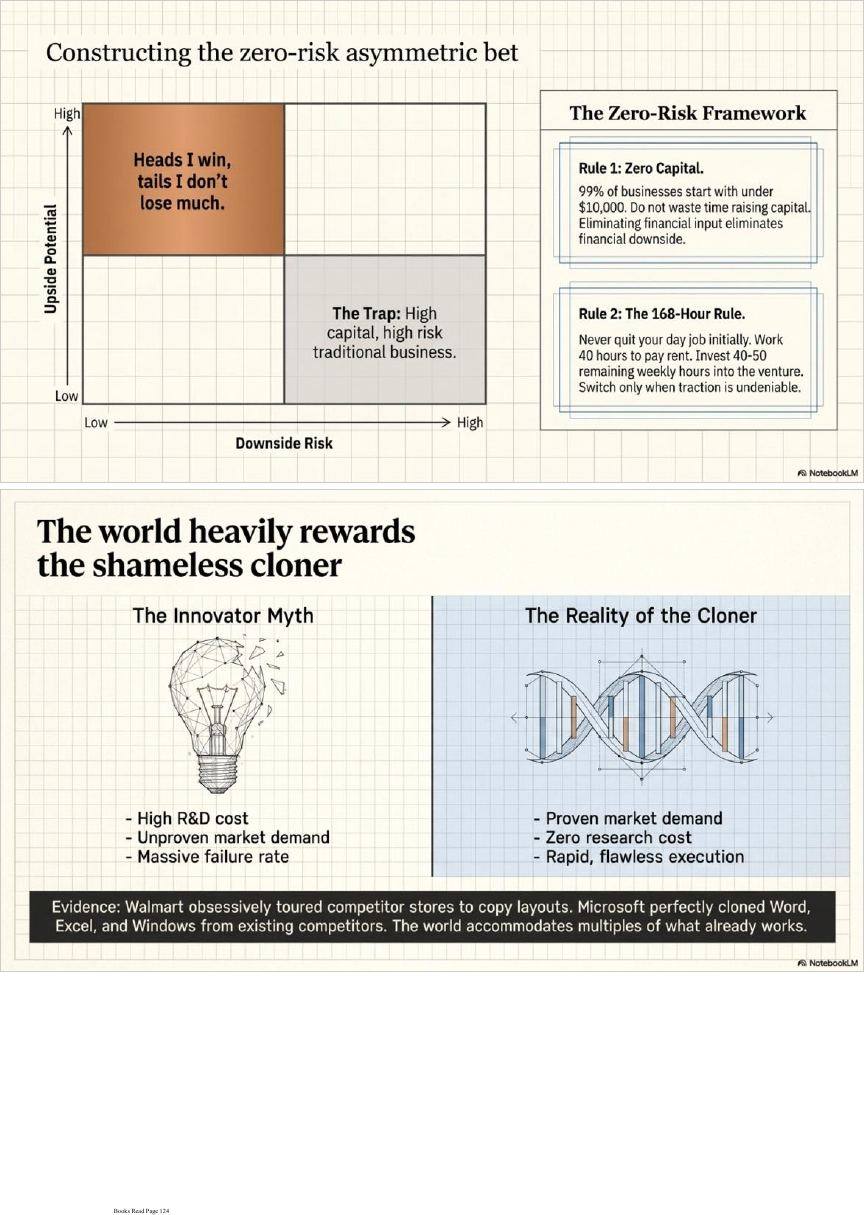 Constructing the zero-risk asymmetric bet
High
Heads I win,
tails I don't
lose much.
Upside Potential
The Trap: High
capital, high risk
traditional business.
Low
Low
High
Downside Risk
The Zero-Risk Framework
Rule 1: Zero Capital.
99% of businesses start with under
$10,000. Do not waste time raising capital.
Eliminating financial input eliminates
financial downside.
Rule 2: The 168-Hour Rule.
Never quit your day job initially. Work
40 hours to pay rent. Invest 40-50
remaining weekly hours into the venture.
Switch only when traction is undeniable.
NotebookLM
The world heavily rewards
the shameless cloner
The Innovator Myth
- High R&D cost
- Unproven market demand
- Massive failure rate
The Reality of the Cloner
- Proven market demand
- Zero research cost
- Rapid, flawless execution
Evidence: Walmart obsessively toured competitor stores to copy layouts. Microsoft perfectly cloned Word,
Excel, and Windows from existing competitors. The world accommodates multiples of what already works.
NotebookLM
Books Read Page 124